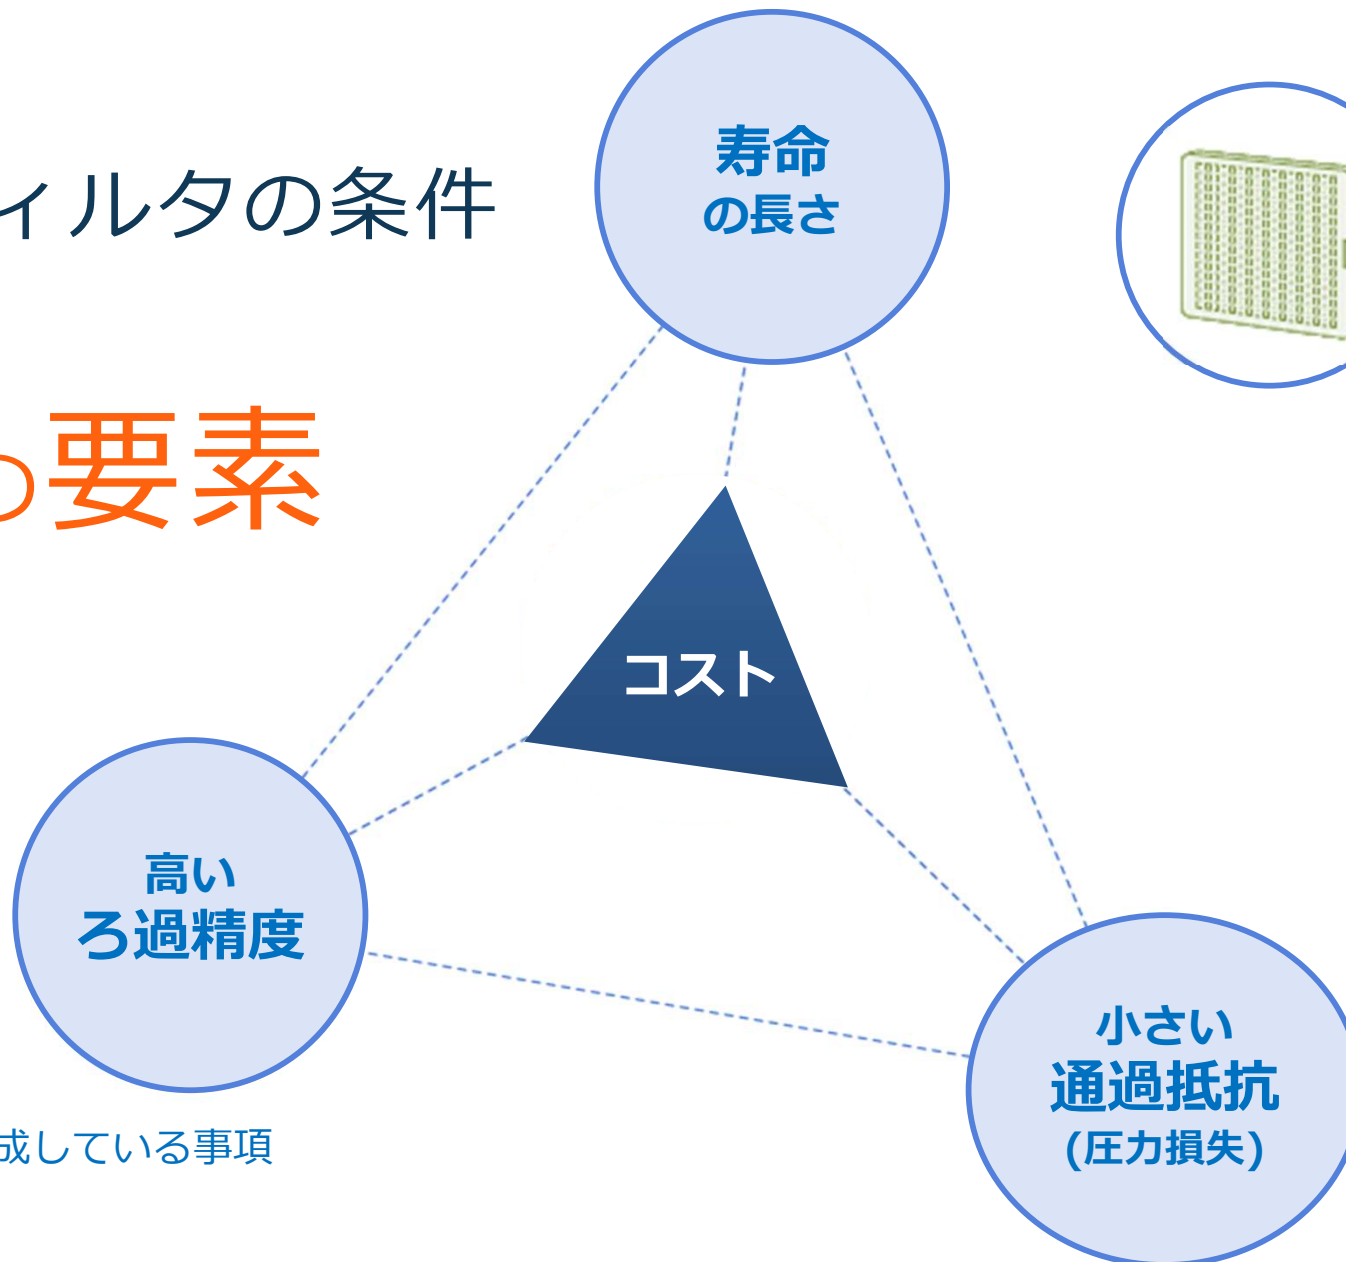 ィルタの条件
要素
寿命
の長さ
コスト
高い
ろ過精度
小さい
通過抵抗
(圧力損失)
成している事項